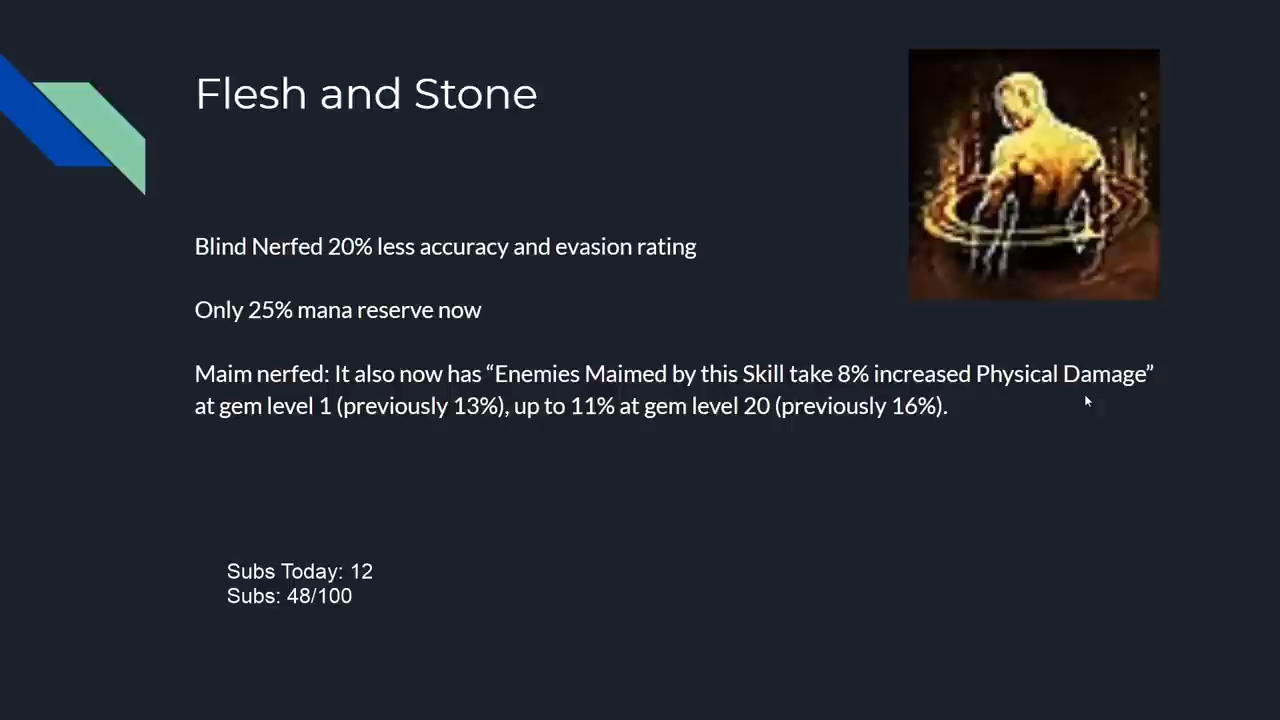 Flesh and Stone
Blind Nerfed 20% less accuracy and evasion rating
Only 25% mana reserve now
Maim nerfed: It also now has “Enemies Maimed by this Skill take 8% increased Physical Damage”
at gem level 1 (previously 13%), up to 11% at gem level 20 (previously 16%).
Subs Today: 12
Subs: 48/100